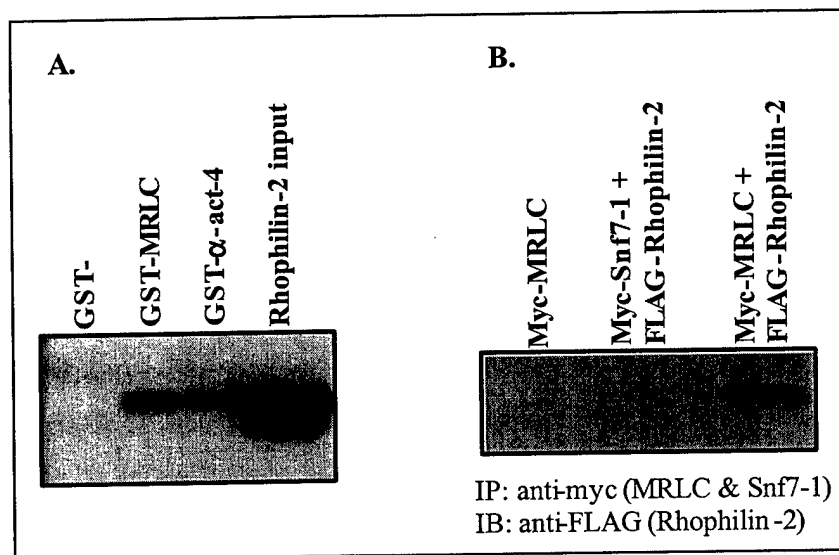 A.
GST-
GST-MRLC
GST-α-act-4
Rhophilin-2 input
B.
Myc-MRLC
Myc-Snf7-1 +
FLAG-Rhophilin-2
Myc-MRLC +
FLAG-Rhophilin-2
IP: anti-myc (MRLC & Snf7-1)
IB: anti-FLAG (Rhophilin-2)